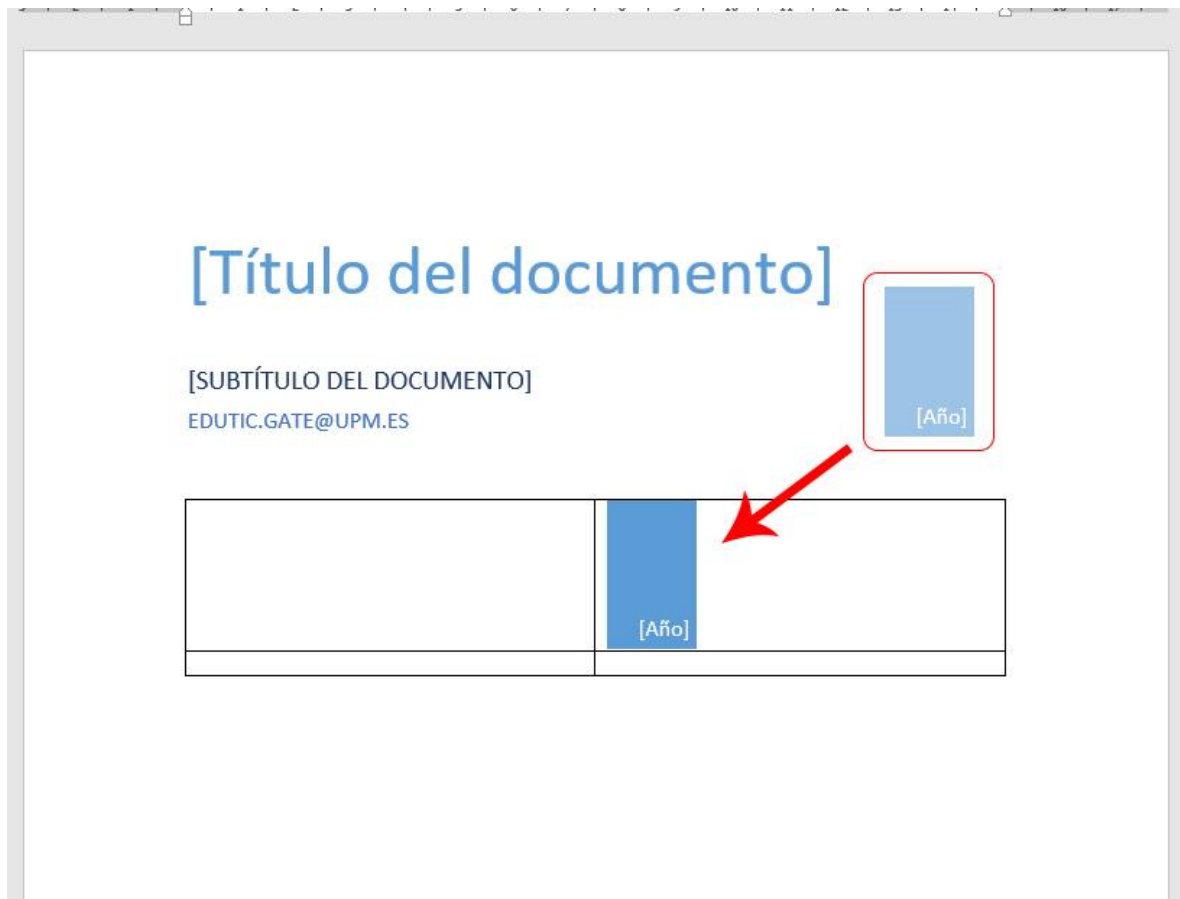 [Título del documento]
[SUBTÍTULO DEL DOCUMENTO]
EDUTIC.GATE@UPM.ES
[Año]
[Año]